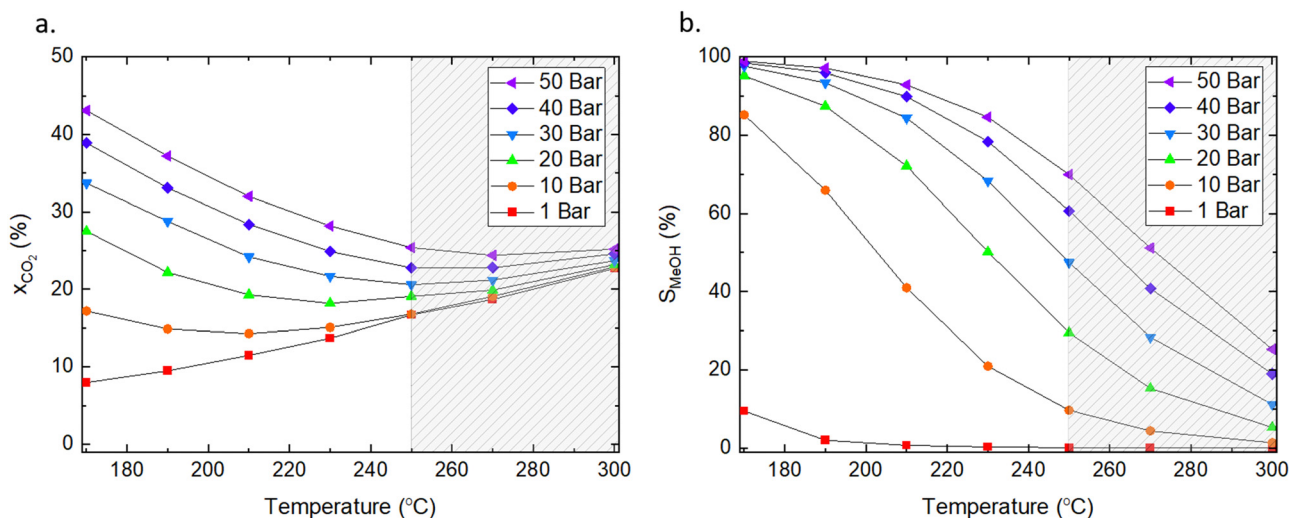 a.
50
40
30
20
10
0
x_CO2 (%)
180 200 220 240 260 280 300
Temperature (°C)
50 Bar
40 Bar
30 Bar
20 Bar
10 Bar
1 Bar
b.
100
80
60
40
20
0
S_MeOH (%)
180 200 220 240 260 280 300
Temperature (°C)
50 Bar
40 Bar
30 Bar
20 Bar
10 Bar
1 Bar